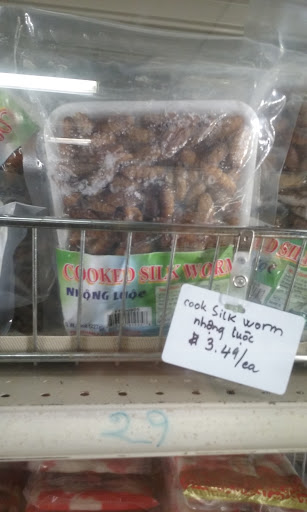 COOKED SILK WORM
NHỘNG LUỘC
cook silk worm
nhộng luộc
$ 3.49/ea
29